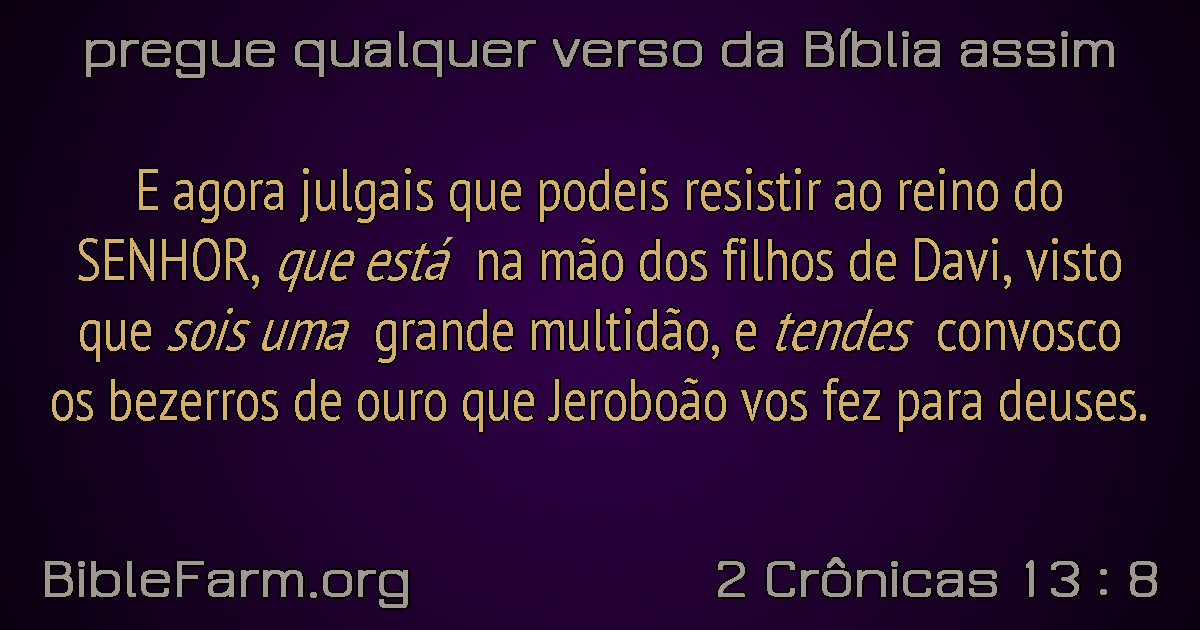 pregue qualquer verso da Bíblia assim
E agora julgais que podeis resistir ao reino do
SENHOR, que está na mão dos filhos de Davi, visto
que sois uma grande multidão, e tendes convosco
os bezerros de ouro que Jeroboão vos fez para deuses.
BibleFarm.org
2 Crônicas 13 : 8